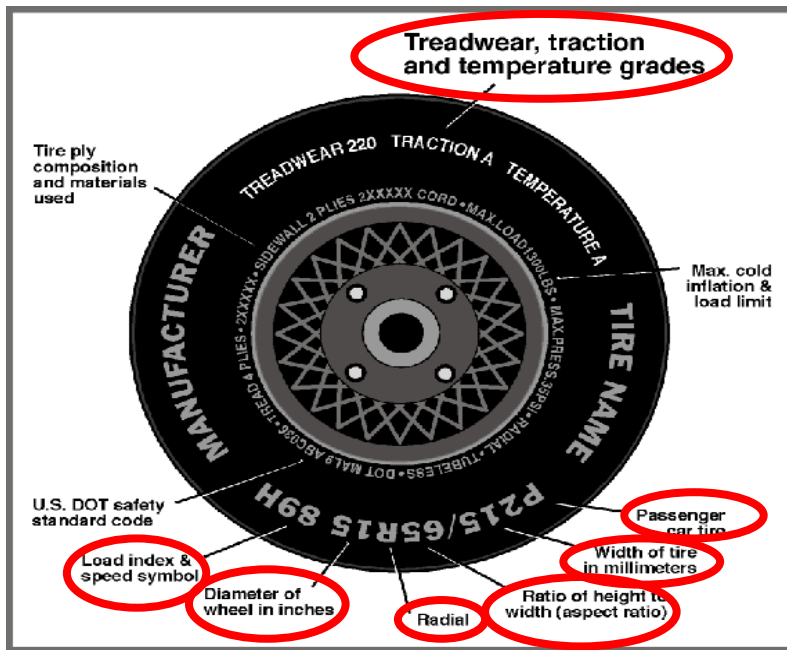 Treadwear, traction
and temperature grades
TREADWEAR 220 TRACTION A TEMPERATURE A
Tire ply
composition
and materials
used
SIDEWALL 2 PLIES 2XXXXX CORD • MAX.LOAD1300LBS • MAX.PRESS.35PSI • RADIAL • TUBELESS • DOT MAL9 ABC036 • TREAD 4 PLIES • 2XXXXX •
Max. cold
inflation &
load limit
MANUFACTURER
TIRE NAME
U.S. DOT safety
standard code
P215/65R15 89H
Passenger
car tire
Load index &
speed symbol
Width of tire
in millimeters
Diameter of
wheel in inches
Radial
Ratio of height to
width (aspect ratio)